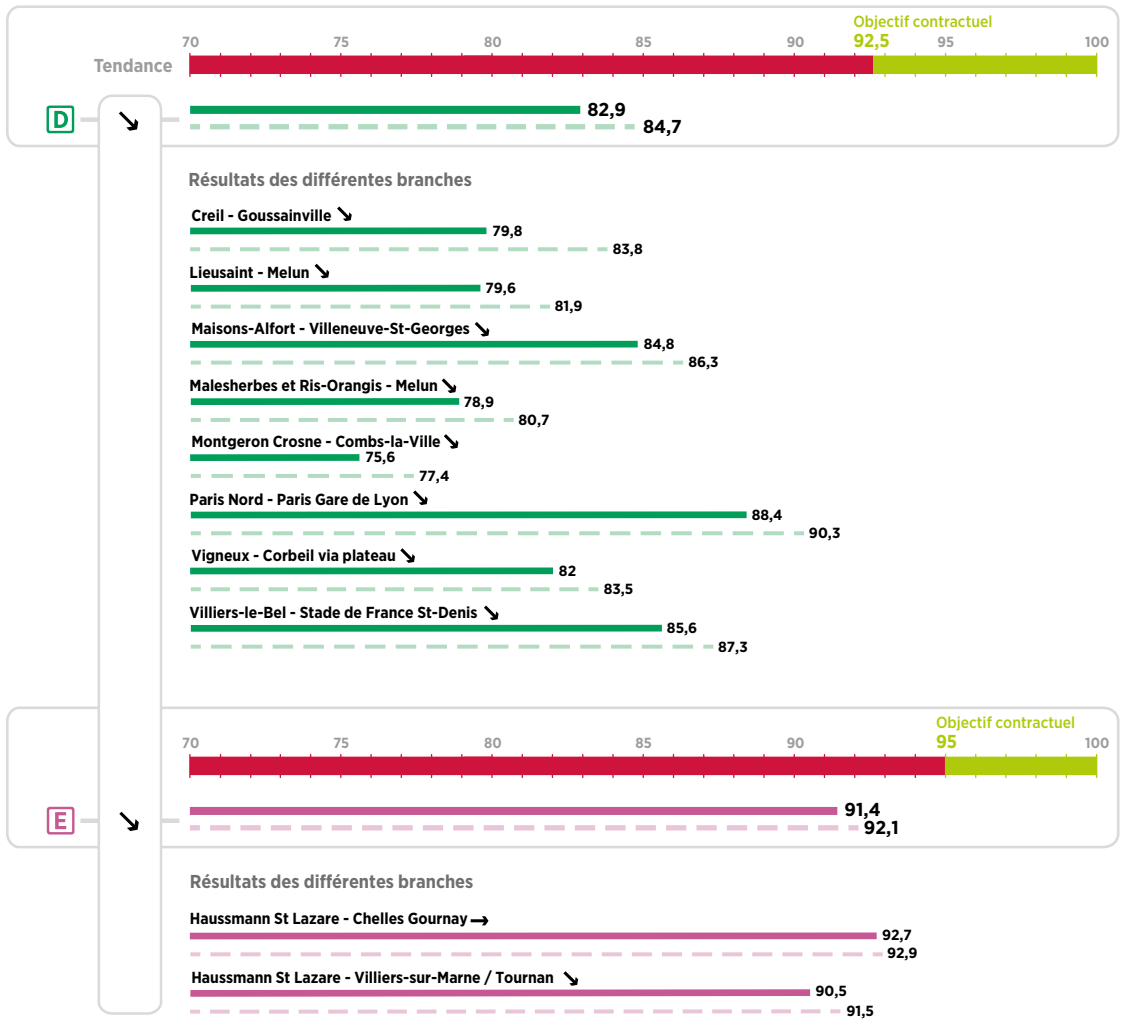 Objectif contractuel
70 75 80 85 90 92,5 95 100
Tendance
D
82,9
84,7
Résultats des différentes branches
Creil - Goussainville
79,8
83,8
Lieusaint - Melun
79,6
81,9
Maisons-Alfort - Villeneuve-St-Georges
84,8
86,3
Malesherbes et Ris-Orangis - Melun
78,9
80,7
Montgeron Crosne - Combs-la-Ville
75,6
77,4
Paris Nord - Paris Gare de Lyon
88,4
90,3
Vigneux - Corbeil via plateau
82
83,5
Villiers-le-Bel - Stade de France St-Denis
85,6
87,3
Objectif contractuel
70 75 80 85 90 95 100
E
91,4
92,1
Résultats des différentes branches
Haussmann St Lazare - Chelles Gournay
92,7
92,9
Haussmann St Lazare - Villiers-sur-Marne / Tournan
90,5
91,5